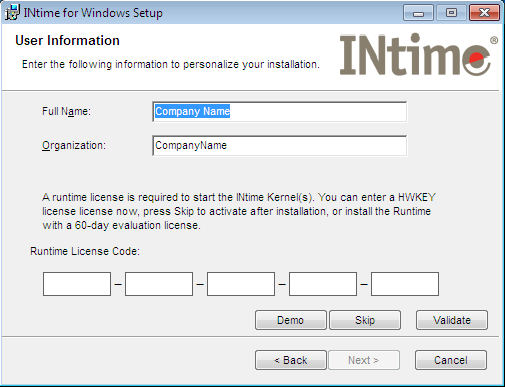 INtime for Windows Setup
User Information
Enter the following information to personalize your installation.
INtime®
Full Name:
Company Name
Organization:
CompanyName
A runtime license is required to start the INtime Kernel(s). You can enter a HWKEY
license license now, press Skip to activate after installation, or install the Runtime
with a 60-day evaluation license.
Runtime License Code:
– – – –
Demo Skip Validate
< Back Next > Cancel